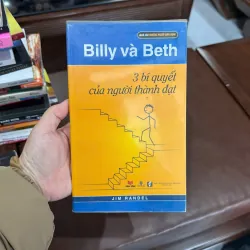 Billy và Beth
3 bí quyết
của người thành đạt
JIM RANDEL